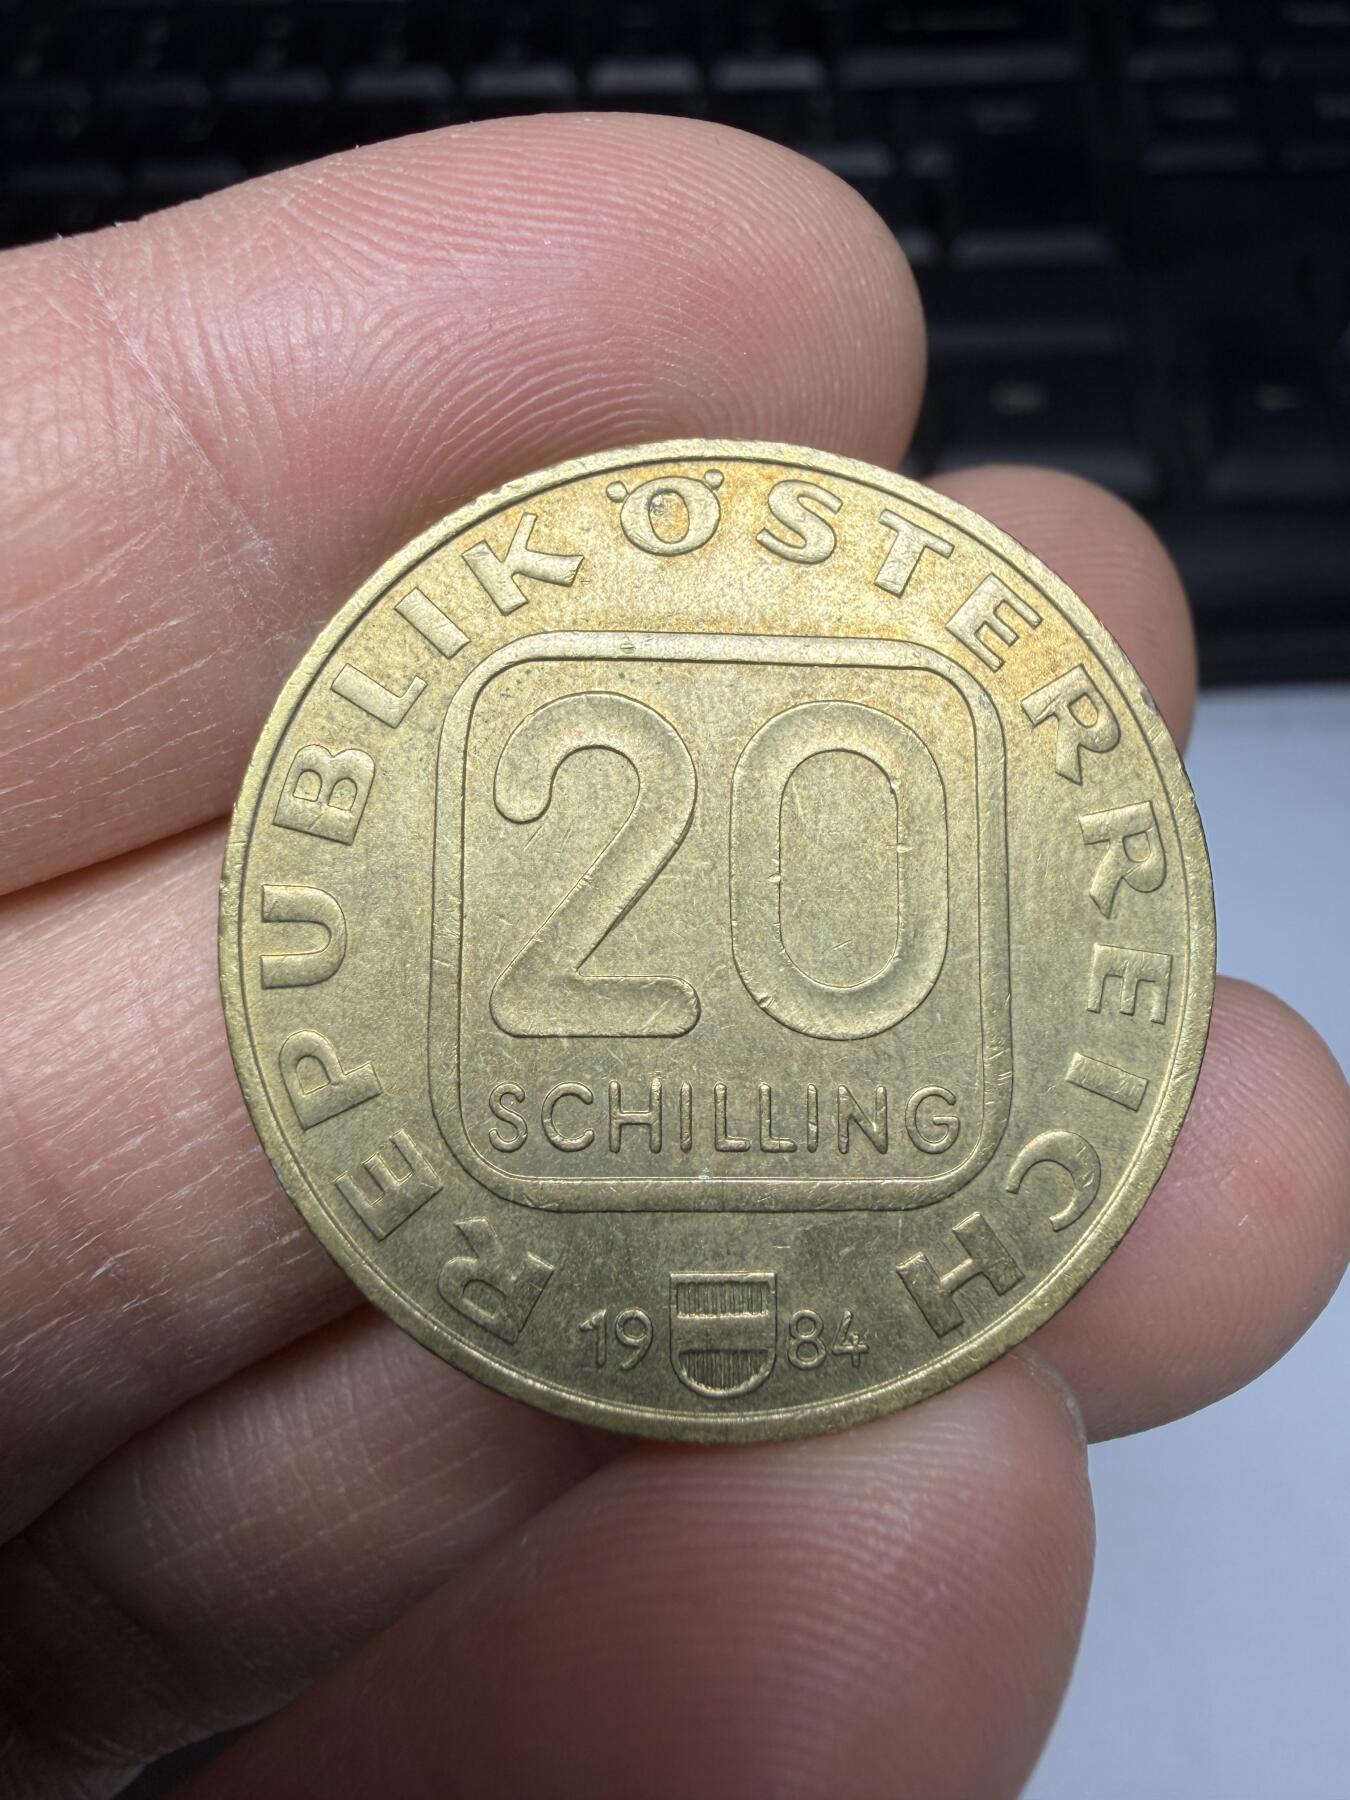 REPUBLIK ÖSTERREICH
20
SCHILLING
1984